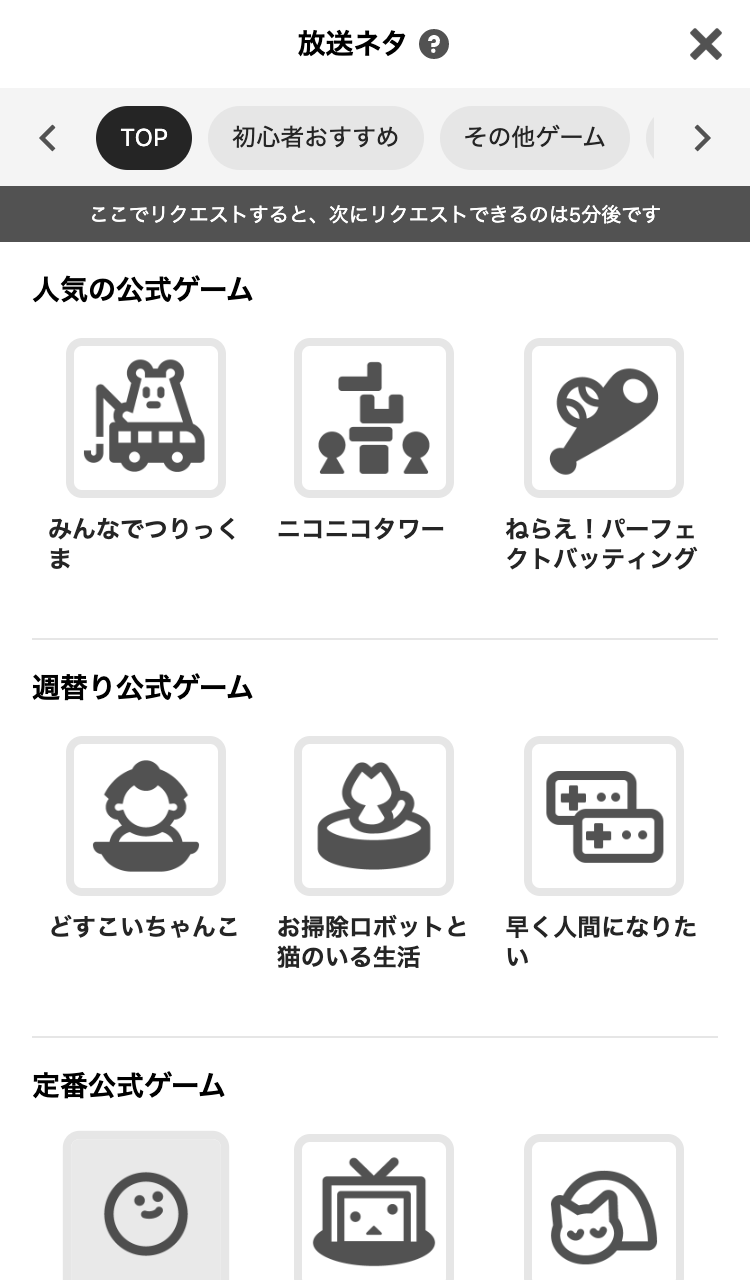 放送ネタ ?
TOP
初心者おすすめ
その他ゲーム
ここでリクエストすると、次にリクエストできるのは5分後です
人気の公式ゲーム
みんなでつりっく
ま
ニコニコタワー
ねらえ！パーフェ
クトバッティング
週替り公式ゲーム
どすこいちゃんこ
お掃除ロボットと
猫のいる生活
早く人間になりた
い
定番公式ゲーム